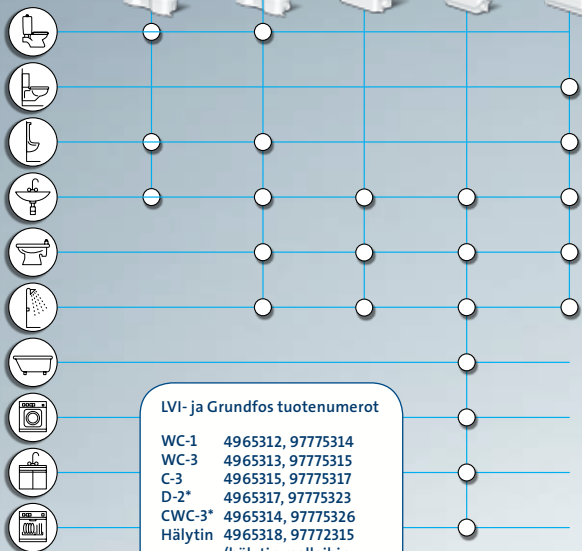 LVI- ja Grundfos tuotenumerot
WC-1 4965312, 97775314
WC-3 4965313, 97775315
C-3 4965315, 97775317
D-2* 4965317, 97775323
CWC-3* 4965314, 97775326
Hälytin 4965318, 97772315